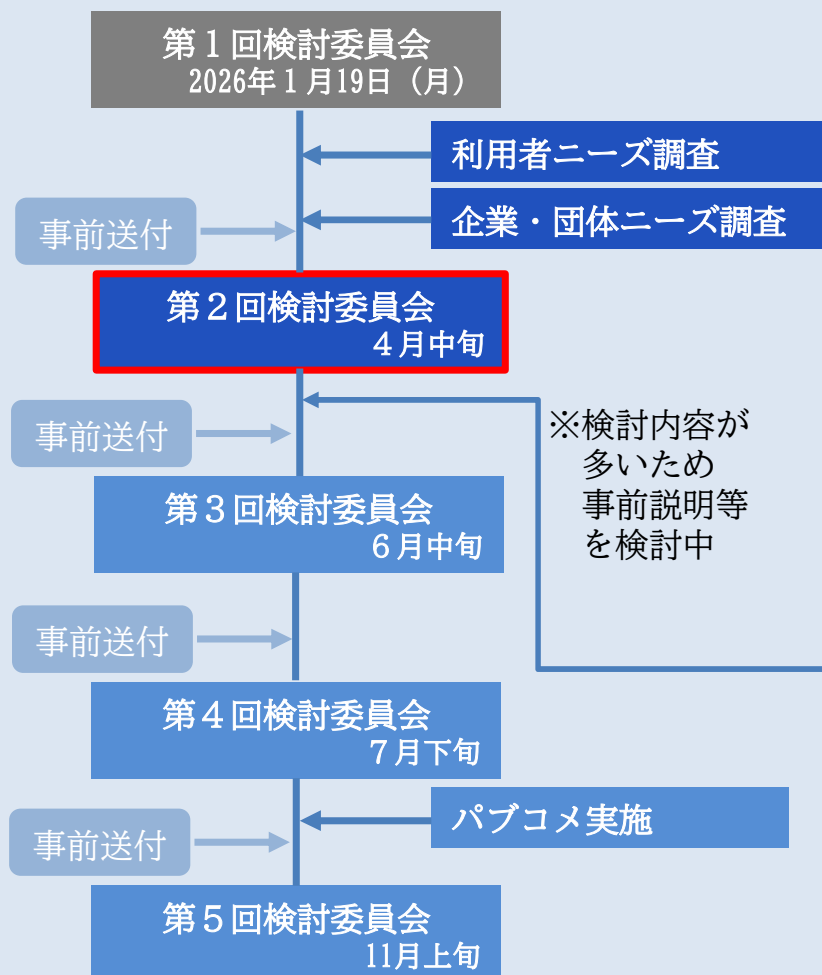 第１回検討委員会
2026年１月19日（月）
利用者ニーズ調査
企業・団体ニーズ調査
事前送付
第２回検討委員会
４月中旬
事前送付
※検討内容が
多いため
事前説明等
を検討中
第３回検討委員会
６月中旬
事前送付
第４回検討委員会
７月下旬
パブコメ実施
事前送付
第５回検討委員会
11月上旬